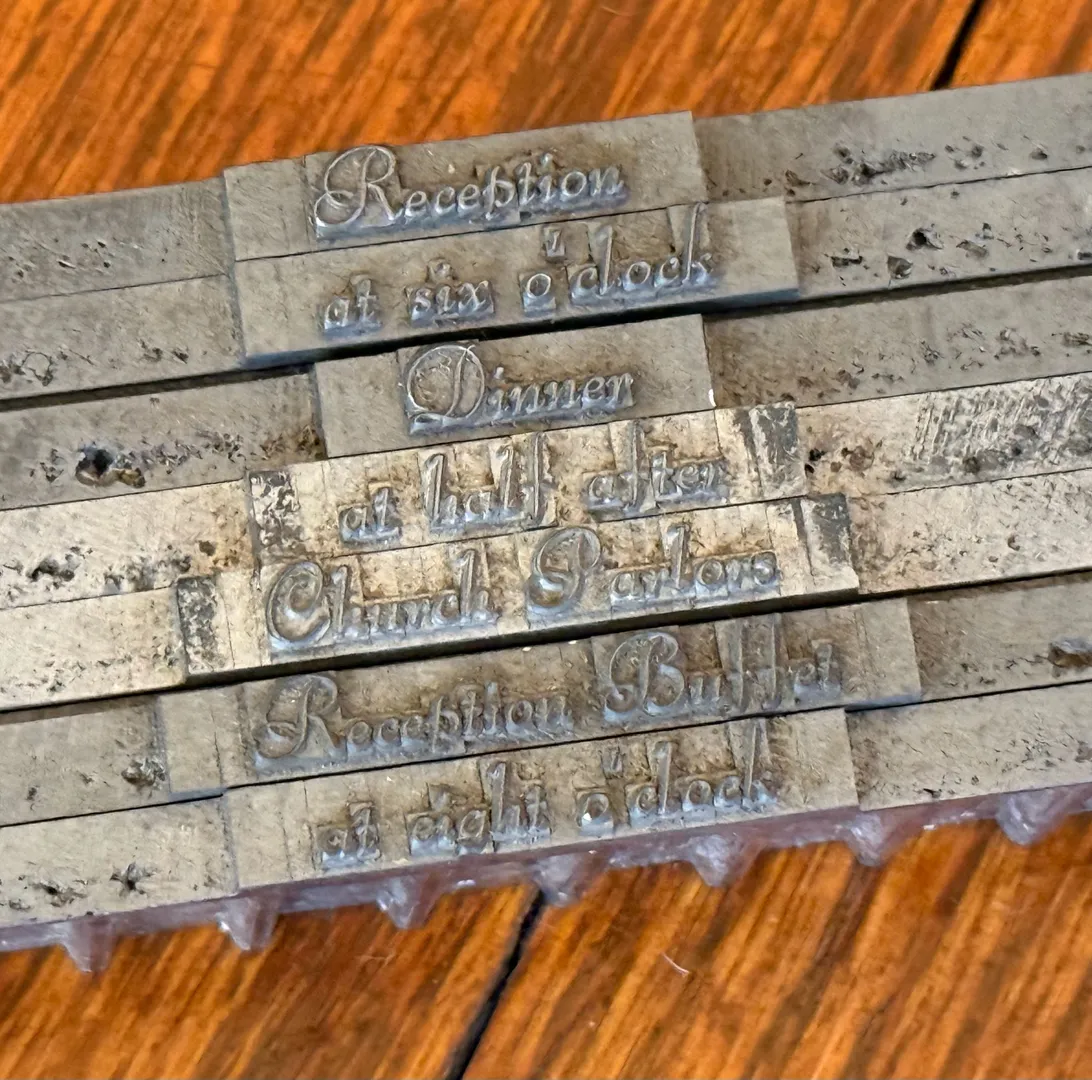 Reception
at six o'clock
Dinner
at half after
Church Parlors
Reception Buffet
at eight o'clock